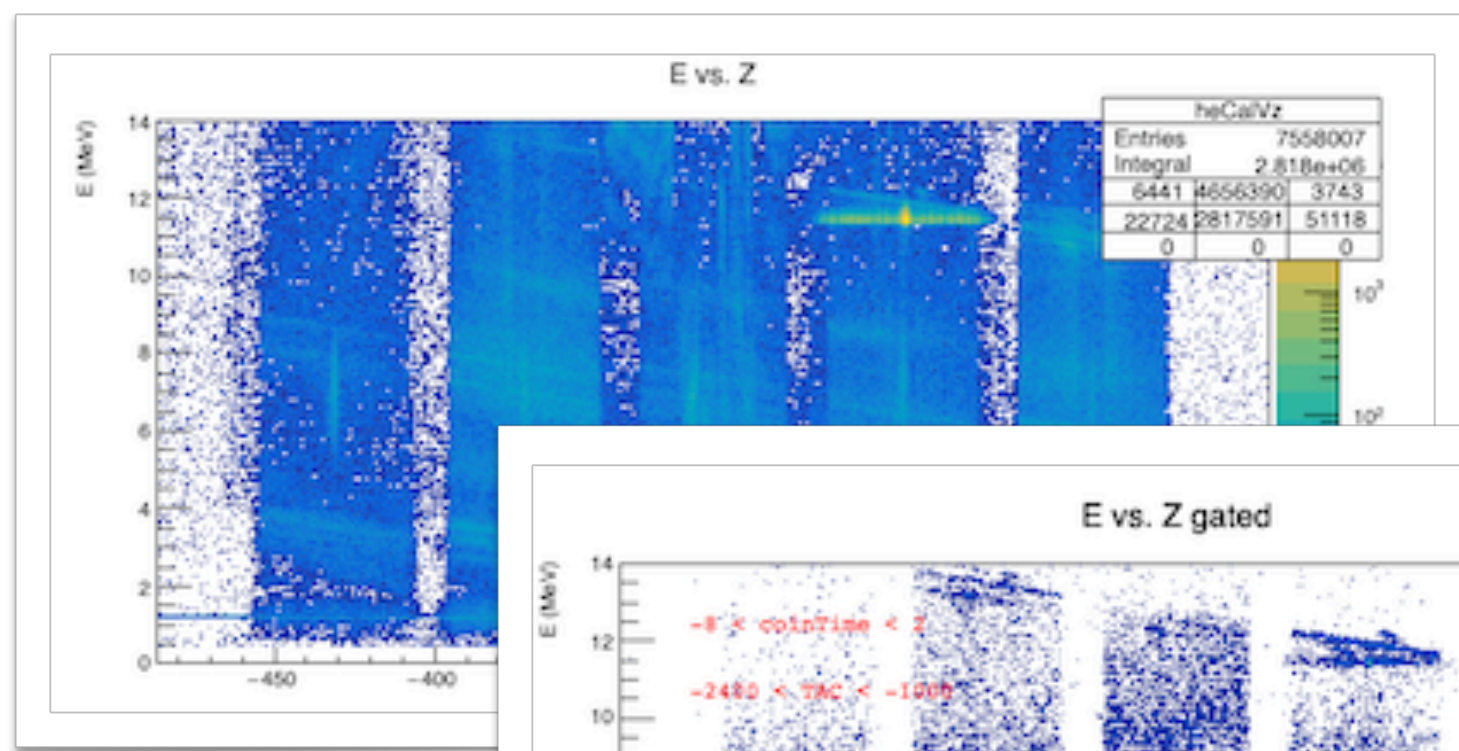 E vs. Z
heCalVz
Entries 7558007
Integral 2.818e+06
6441 4656390 3743
22724 2817591 51118
0 0 0
E (MeV)
14
12
10
8
6
4
2
0
-450
-400
10³
10²
E vs. Z gated
E (MeV)
14
12
10
-8 < coinTime < 2
-2480 < TAC < -1000